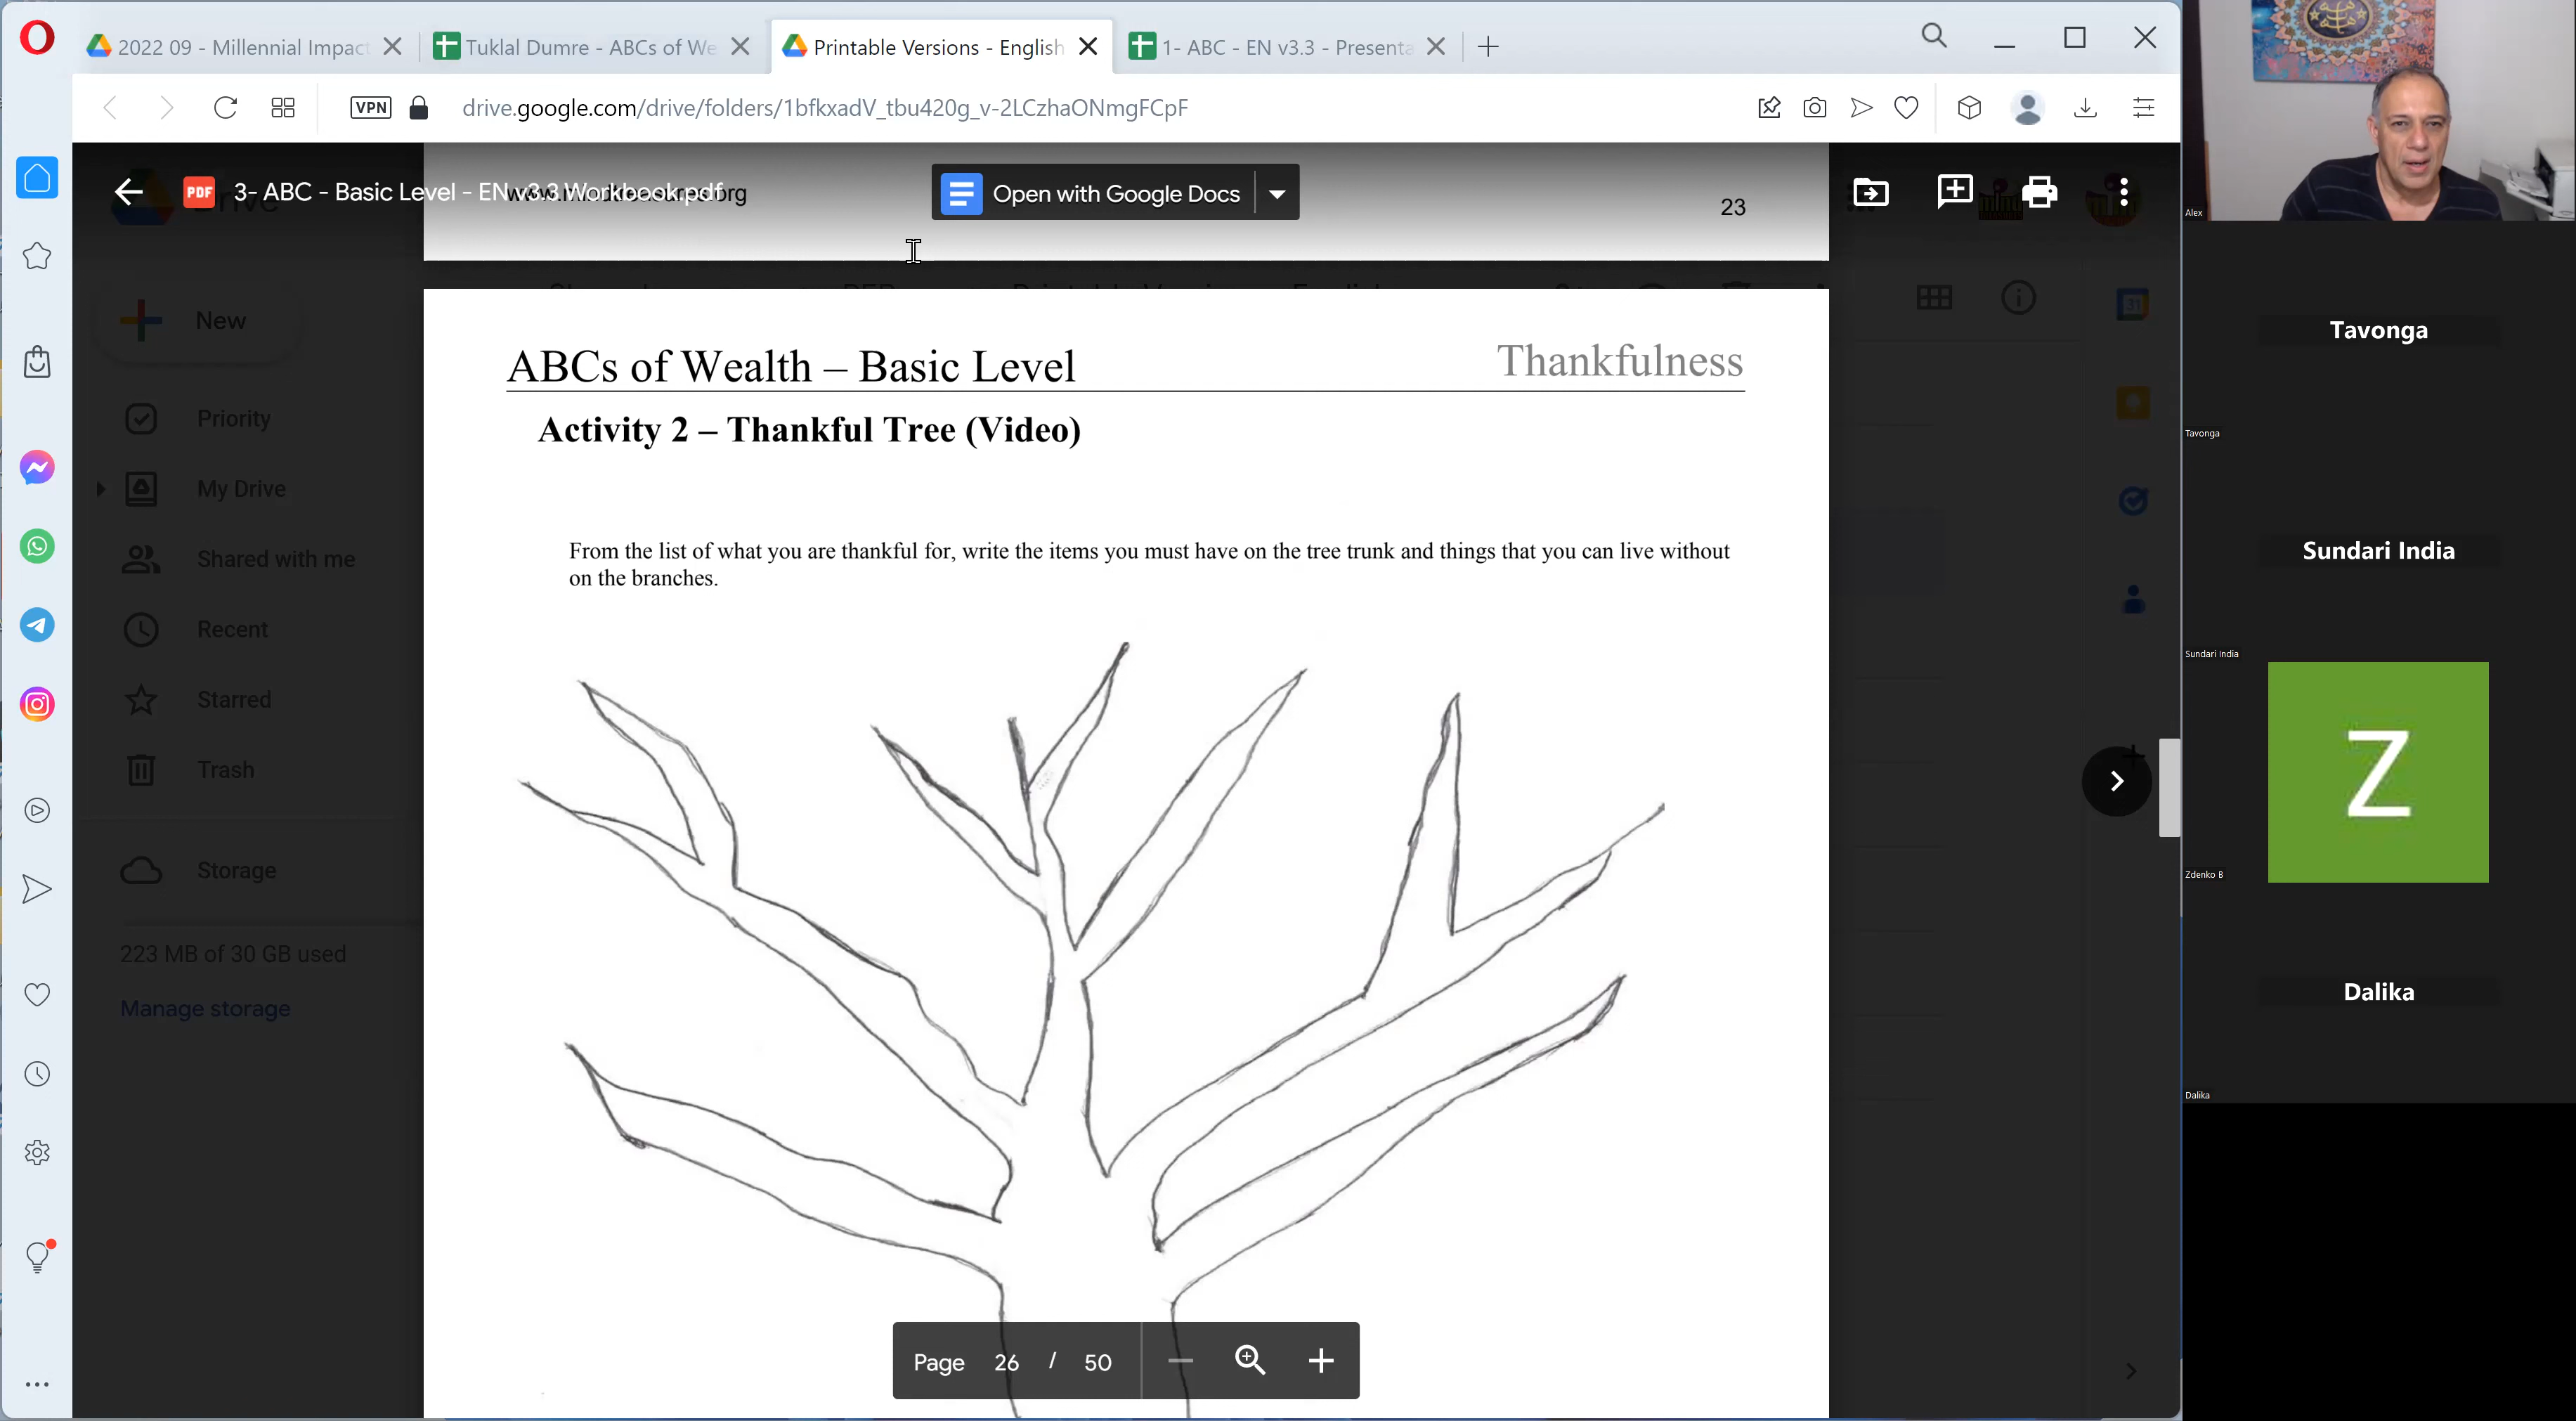 2022 09 - Millennial Impact
Tuklal Dumre - ABCs of We
Printable Versions - English
1- ABC - EN v3.3 - Presenta
VPN
drive.google.com/drive/folders/1bfkxadV_tbu420g_v-2LCzhaONmgFCpF
PDF
3- ABC - Basic Level - EN v3.3 Workbook.pdf
Open with Google Docs
23
New
Priority
My Drive
Shared with me
Recent
Starred
Trash
Storage
223 MB of 30 GB used
Manage storage
ABCs of Wealth – Basic Level
Thankfulness
Activity 2 – Thankful Tree (Video)
From the list of what you are thankful for, write the items you must have on the tree trunk and things that you can live without
on the branches.
Page 26 / 50
31
Alex
Tavonga
Tavonga
Sundari India
Sundari India
Z
Zdenko B
Dalika
Dalika